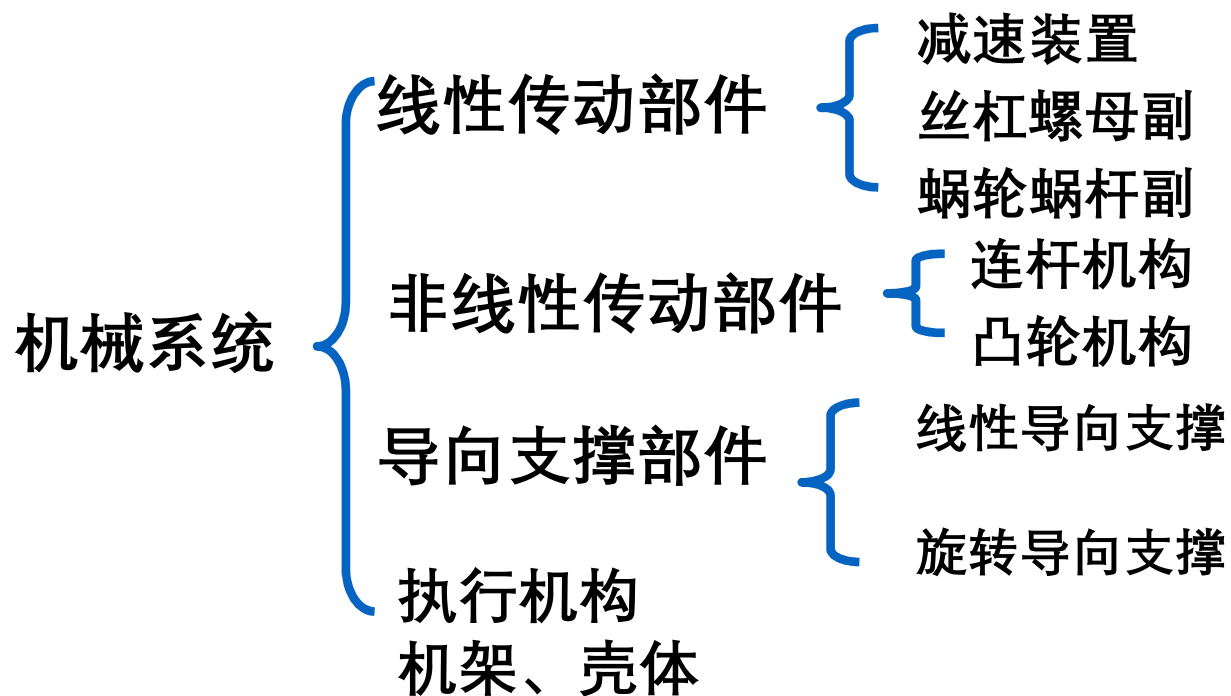 机械系统
线性传动部件
减速装置
丝杠螺母副
蜗轮蜗杆副
非线性传动部件
连杆机构
凸轮机构
导向支撑部件
线性导向支撑
旋转导向支撑
执行机构
机架、壳体